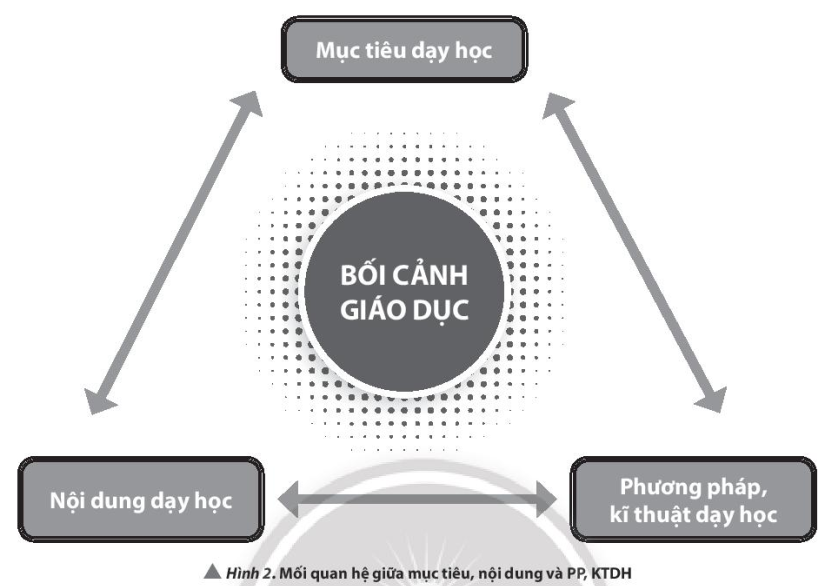 Mục tiêu dạy học
BỐI CẢNH
GIÁO DỤC
Nội dung dạy học
Phương pháp,
kĩ thuật dạy học
▲ Hình 2. Mối quan hệ giữa mục tiêu, nội dung và PP, KTDH